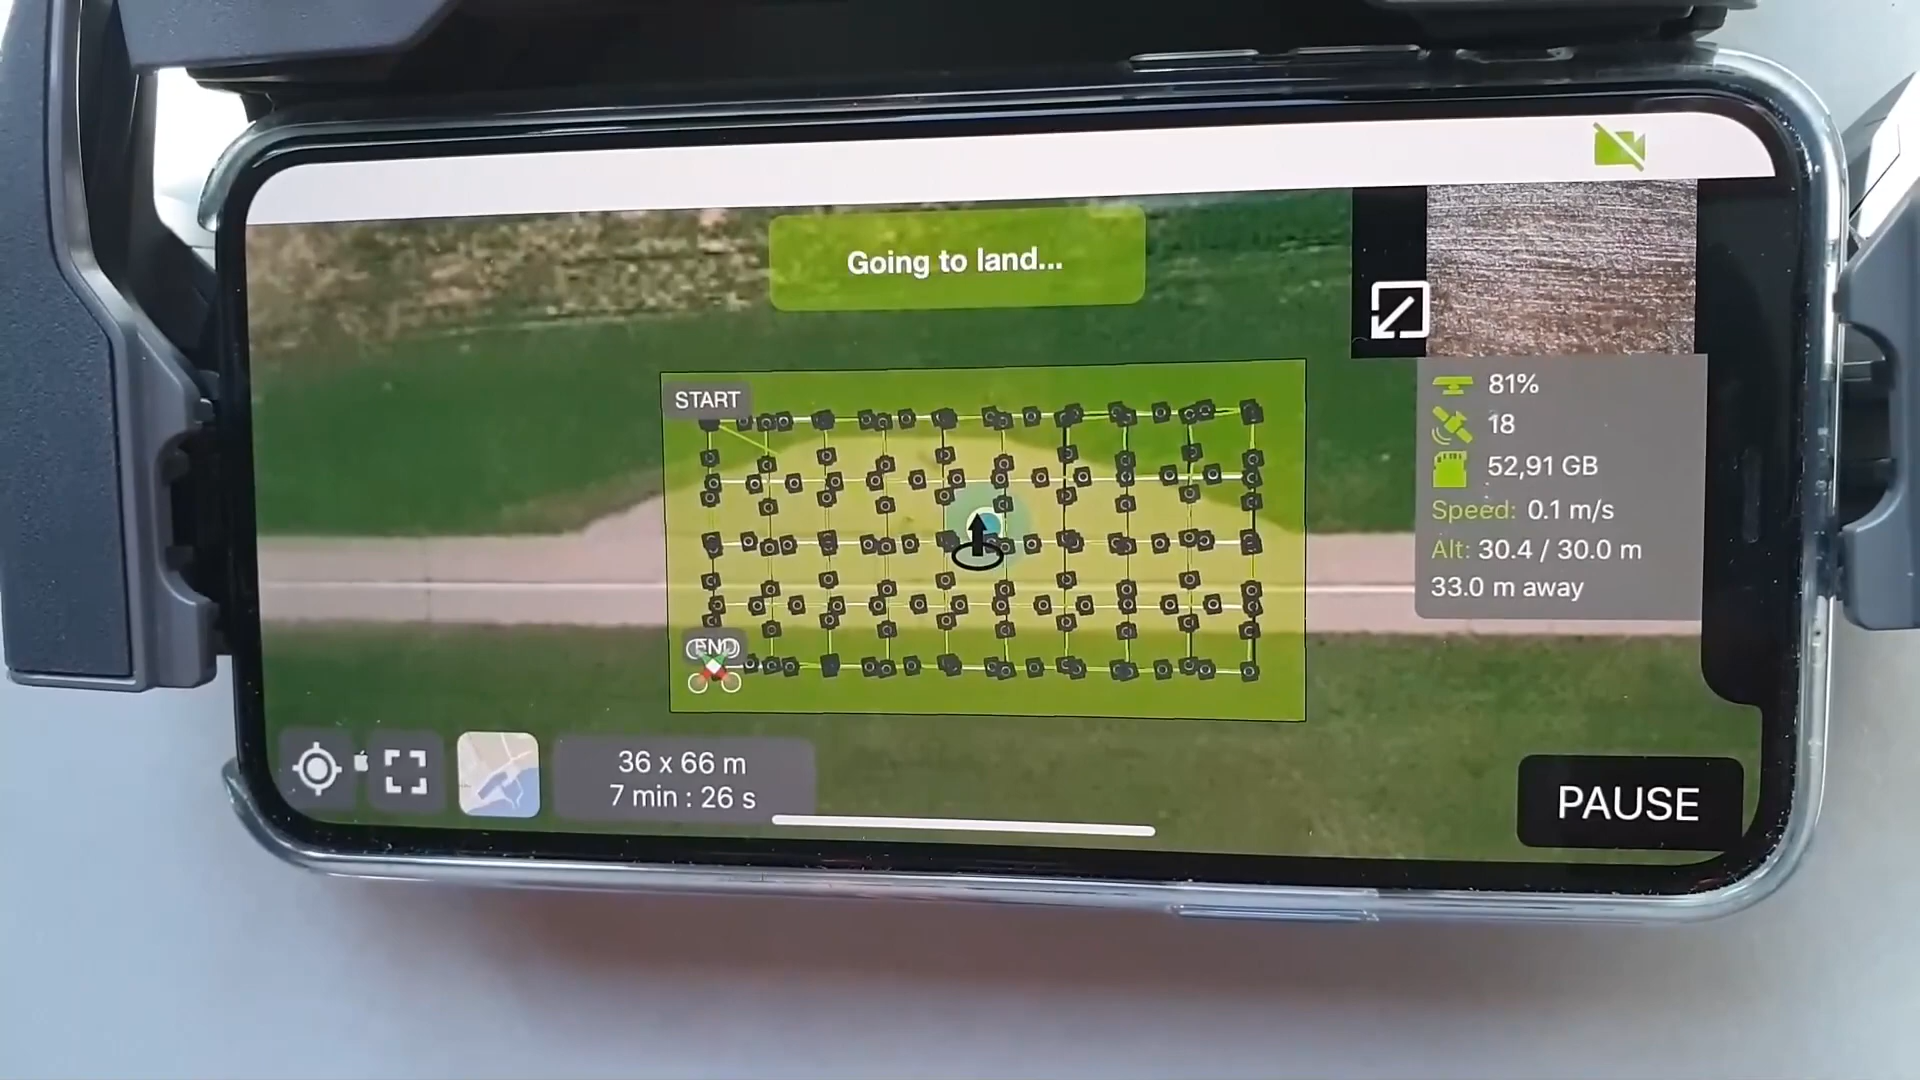 Going to land...
START
81%
18
52,91 GB
Speed: 0.1 m/s
Alt: 30.4 / 30.0 m
33.0 m away
END
36 x 66 m
7 min : 26 s
PAUSE